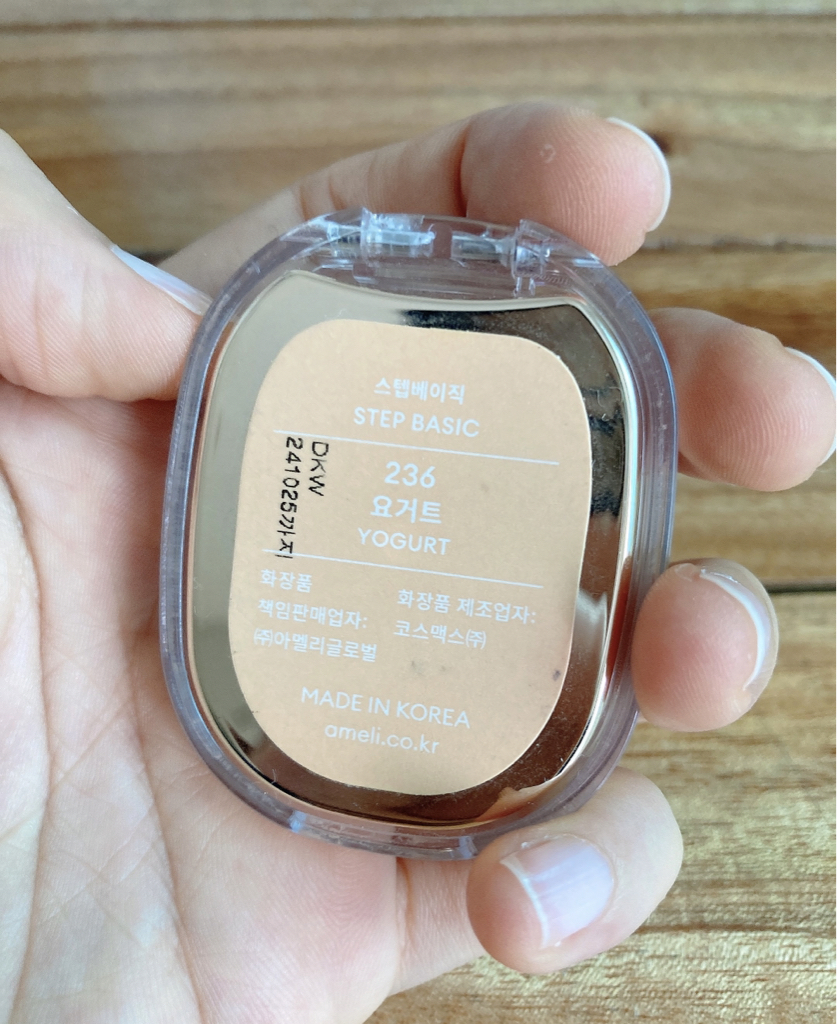 스텝베이직
STEP BASIC
DKW
241025까지
236
요거트
YOGURT
화장품
책임판매업자:
㈜아멜리글로벌
화장품 제조업자:
코스맥스㈜
MADE IN KOREA
ameli.co.kr